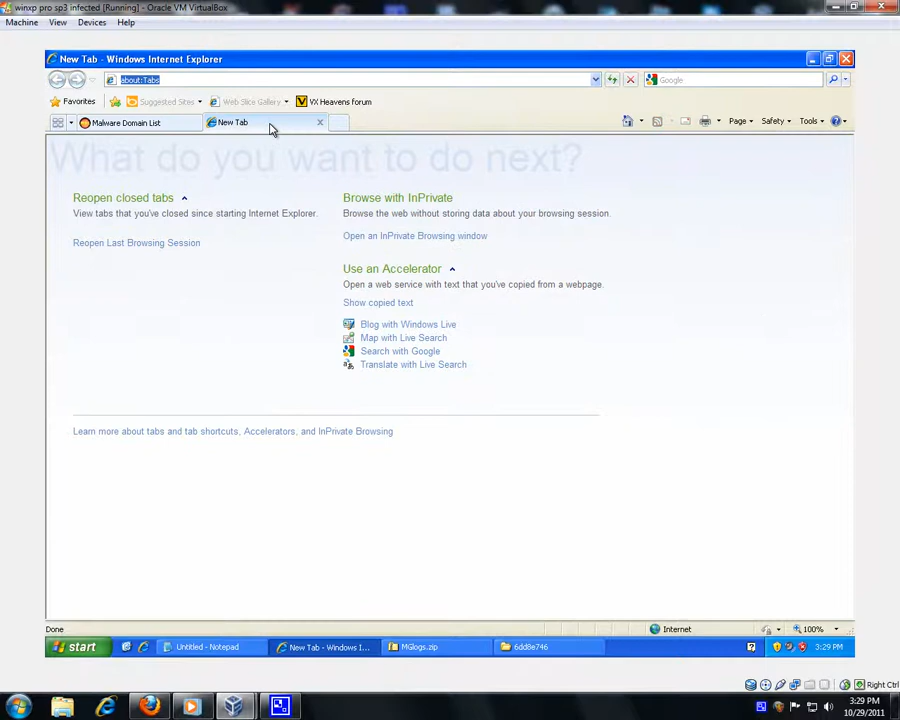 winxp pro sp3 infected [Running] - Oracle VM VirtualBox
Machine View Devices Help
New Tab - Windows Internet Explorer
about:Tabs
Google
Favorites Suggested Sites Web Slice Gallery VX Heavens forum
Malware Domain List New Tab
Page Safety Tools
What do you want to do next?
Reopen closed tabs
View tabs that you've closed since starting Internet Explorer.
Reopen Last Browsing Session
Browse with InPrivate
Browse the web without storing data about your browsing session.
Open an InPrivate Browsing window
Use an Accelerator
Open a web service with text that you've copied from a webpage.
Show copied text
Blog with Windows Live
Map with Live Search
Search with Google
Translate with Live Search
Learn more about tabs and tab shortcuts, Accelerators, and InPrivate Browsing
Done Internet 100%
start Untitled - Notepad New Tab - Windows I... MGlogs.zip 6dd8e746 3:29 PM
Right Ctrl
3:29 PM
10/29/2011